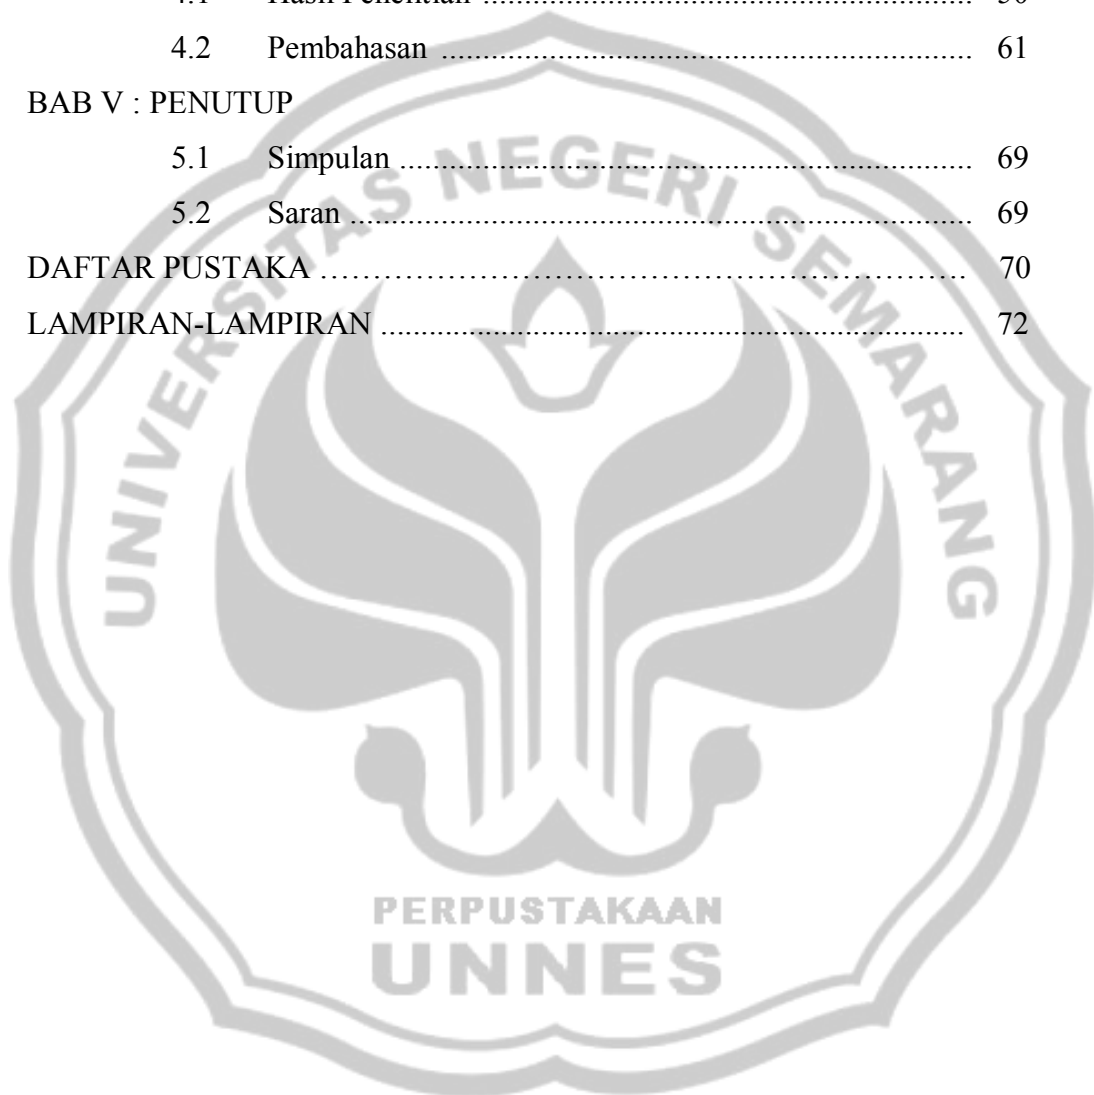 4.2 Pembahasan ........................................................................ 61
BAB V : PENUTUP
5.1 Simpulan ........................................................................ 69
5.2 Saran ........................................................................ 69
DAFTAR PUSTAKA ……………………………………………………… 70
LAMPIRAN-LAMPIRAN ........................................................................ 72
UNIVERSITAS NEGERI SEMARANG
PERPUSTAKAAN
UNNES